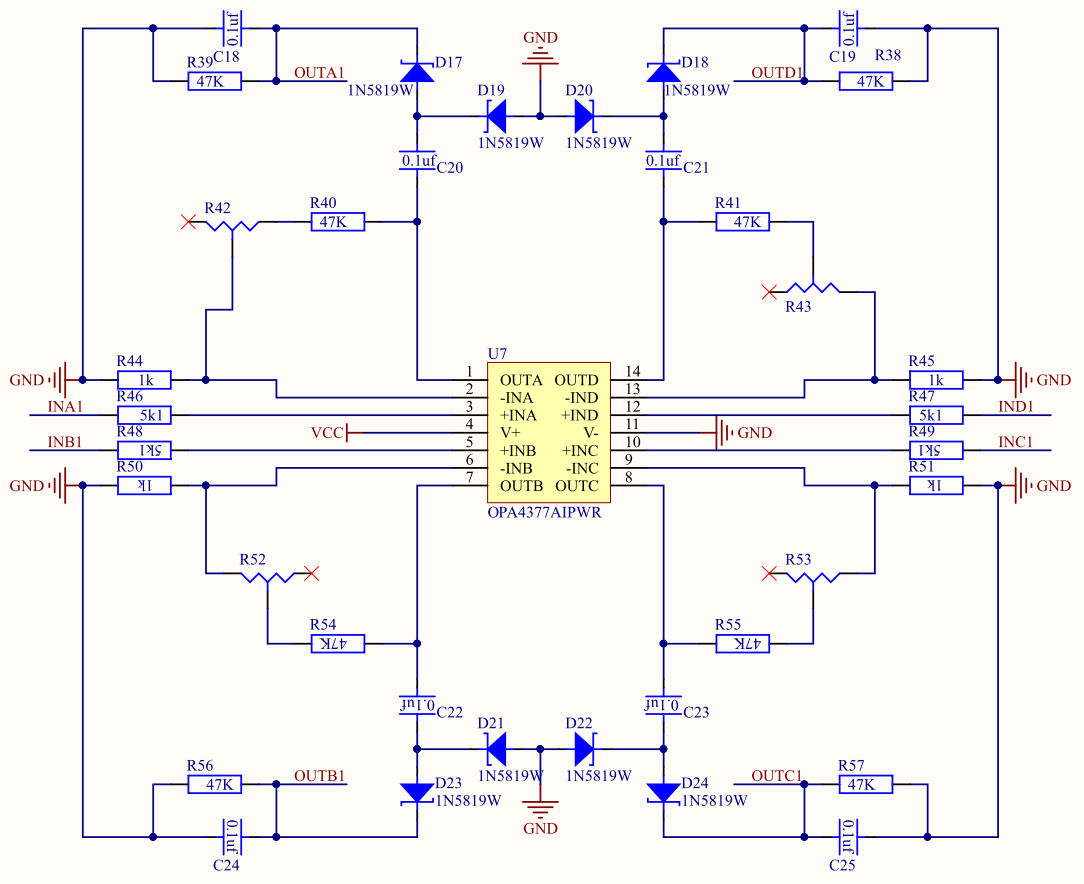 0.1uf
C18
R39
47K
OUTA1
D17
1N5819W
GND
D19
1N5819W
D20
1N5819W
D18
1N5819W
OUTD1
0.1uf
C19
R38
47K
0.1uf C20
0.1uf C21
R42
R40
47K
R41
47K
R43
U7
GND
R44
1k
INA1
R46
5k1
INB1
R48
5k1
GND
R50
1k
VCC
1 OUTA OUTD 14
2 -INA -IND 13
3 +INA +IND 12
4 V+ V- 11
5 +INB +INC 10
6 -INB -INC 9
7 OUTB OUTC 8
OPA4377AIPWR
GND
R45
1k
GND
R47
5k1
IND1
R49
5k1
INC1
R51
1k
GND
R52
R53
R54
47K
R55
47K
0.1uf C22
0.1uf C23
D21
1N5819W
D22
1N5819W
GND
R56
47K
OUTB1
D23
1N5819W
D24
1N5819W
OUTC1
R57
47K
0.1uf
C24
0.1uf
C25